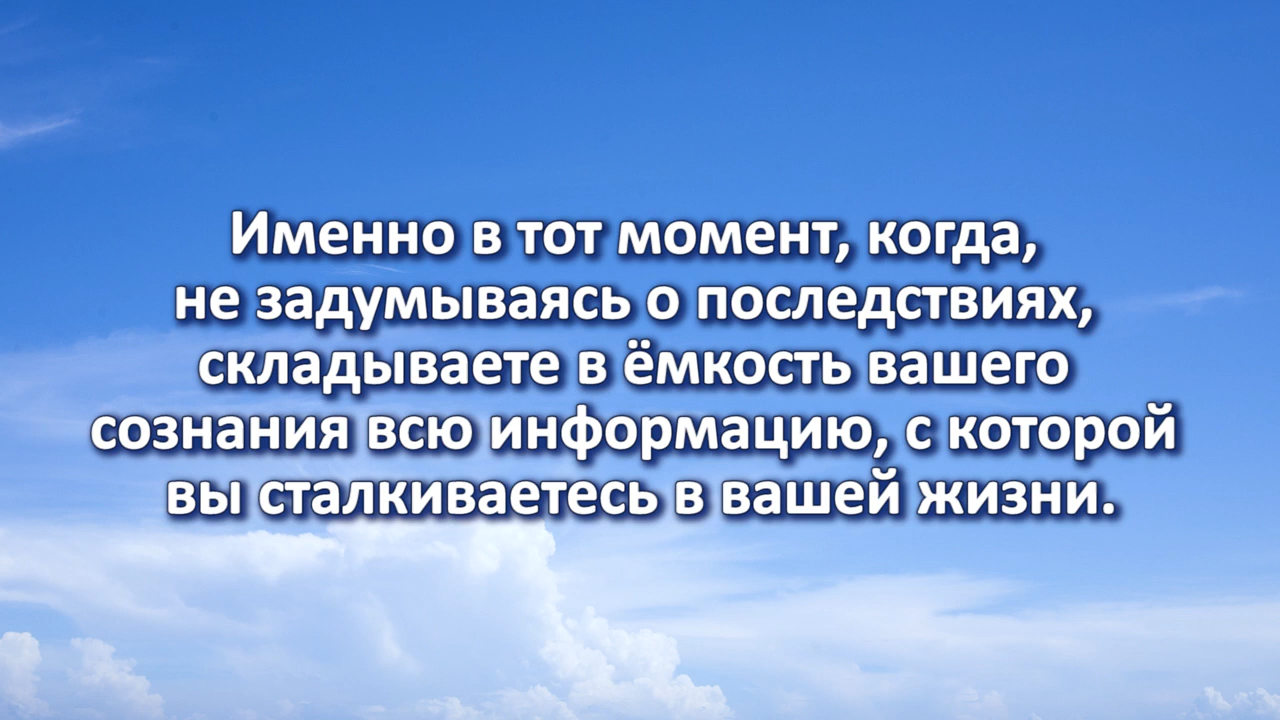 Именно в тот момент, когда,
не задумываясь о последствиях,
складываете в ёмкость вашего
сознания всю информацию, с которой
вы сталкиваетесь в вашей жизни.